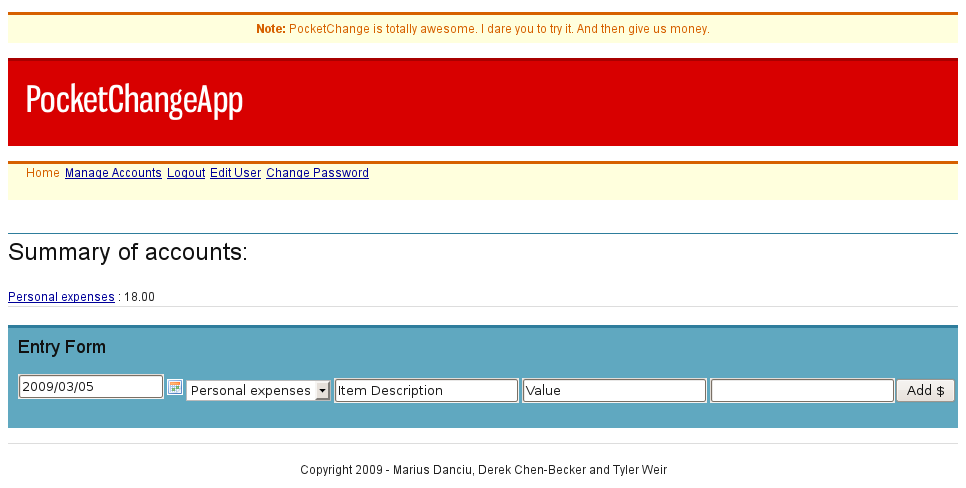 Note: PocketChange is totally awesome. I dare you to try it. And then give us money.
PocketChangeApp
Home Manage Accounts Logout Edit User Change Password
Summary of accounts:
Personal expenses : 18.00
Entry Form
2009/03/05 Personal expenses Item Description Value Add $
Copyright 2009 - Marius Danciu, Derek Chen-Becker and Tyler Weir